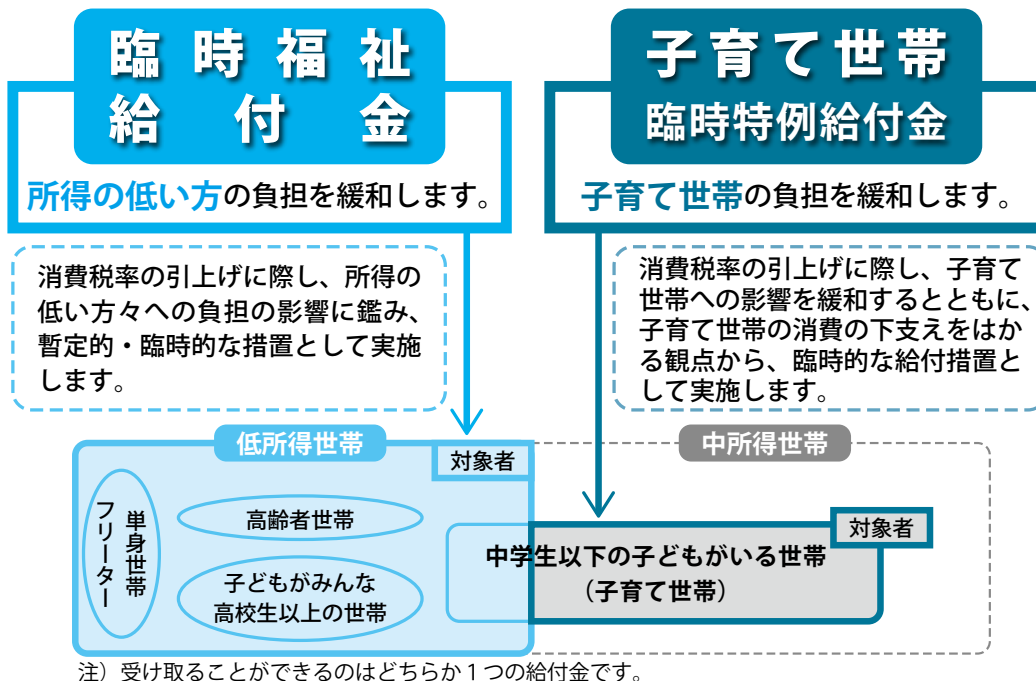 臨時福祉
給付金
所得の低い方の負担を緩和します。
消費税率の引上げに際し、所得の
低い方々への負担の影響に鑑み、
暫定的・臨時的な措置として実施
します。
子育て世帯
臨時特例給付金
子育て世帯の負担を緩和します。
消費税率の引上げに際し、子育て
世帯への影響を緩和するとともに、
子育て世帯の消費の下支えをはか
る観点から、臨時的な給付措置と
して実施します。
低所得世帯
対象者
単身世帯
フリーター
高齢者世帯
子どもがみんな
高校生以上の世帯
中所得世帯
対象者
中学生以下の子どもがいる世帯
（子育て世帯）
注）受け取ることができるのはどちらか１つの給付金です。